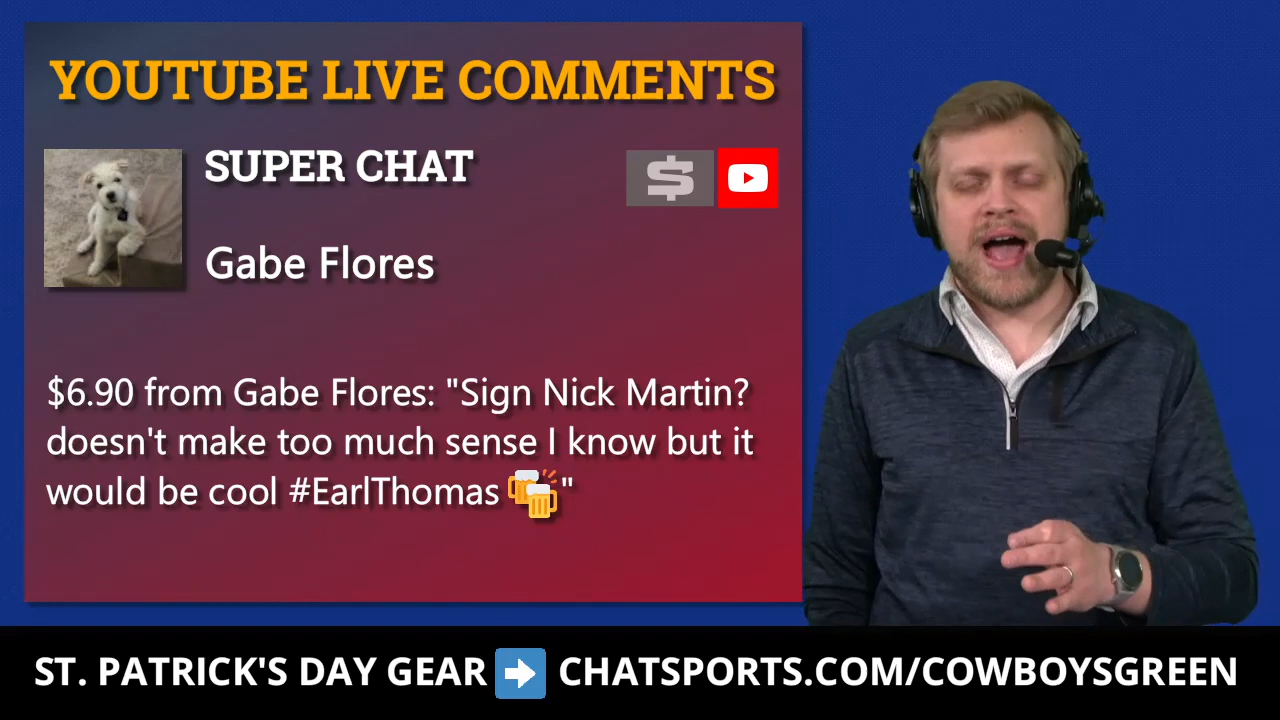 YOUTUBE LIVE COMMENTS
SUPER CHAT
$
Gabe Flores
$6.90 from Gabe Flores: "Sign Nick Martin?
doesn't make too much sense I know but it
would be cool #EarlThomas 🍻"
ST. PATRICK'S DAY GEAR ➡️ CHATSPORTS.COM/COWBOYSGREEN